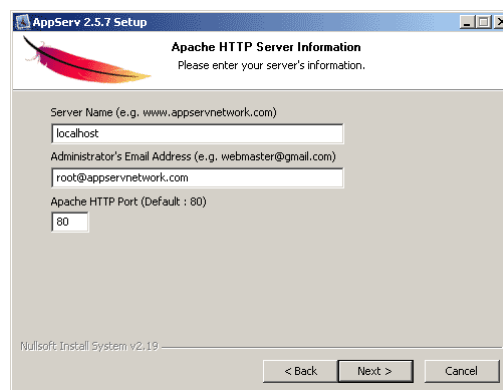 AppServ 2.5.7 Setup
Apache HTTP Server Information
Please enter your server's information.
Server Name (e.g. www.appservnetwork.com)
localhost
Administrator's Email Address (e.g. webmaster@gmail.com)
root@appservnetwork.com
Apache HTTP Port (Default : 80)
80
Nullsoft Install System v2.19
< Back Next > Cancel